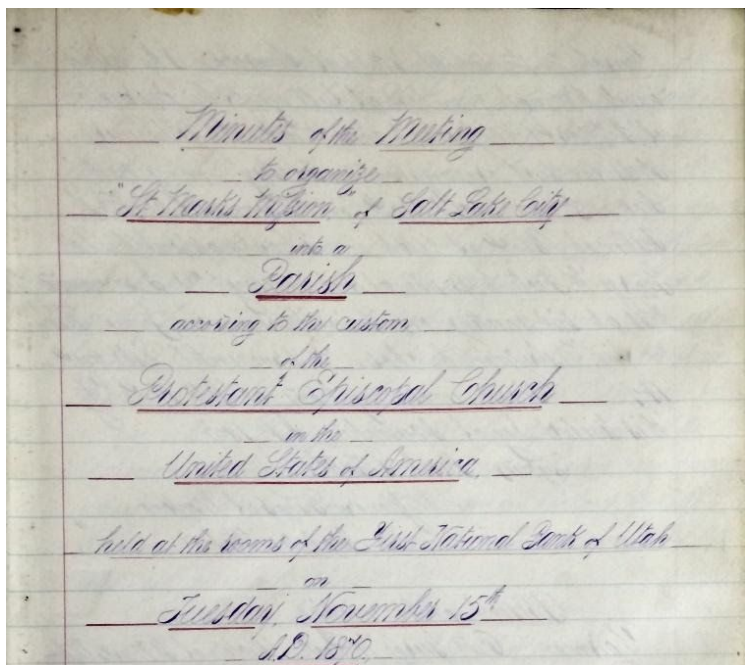 Minutes of the Meeting
to organize
"St Marks Mission" of Salt Lake City
into a
Parish
according to the custom
of the
Protestant Episcopal Church
in the
United States of America
held at the rooms of the First National Bank of Utah
on
Tuesday, November 15th
A.D. 1870.